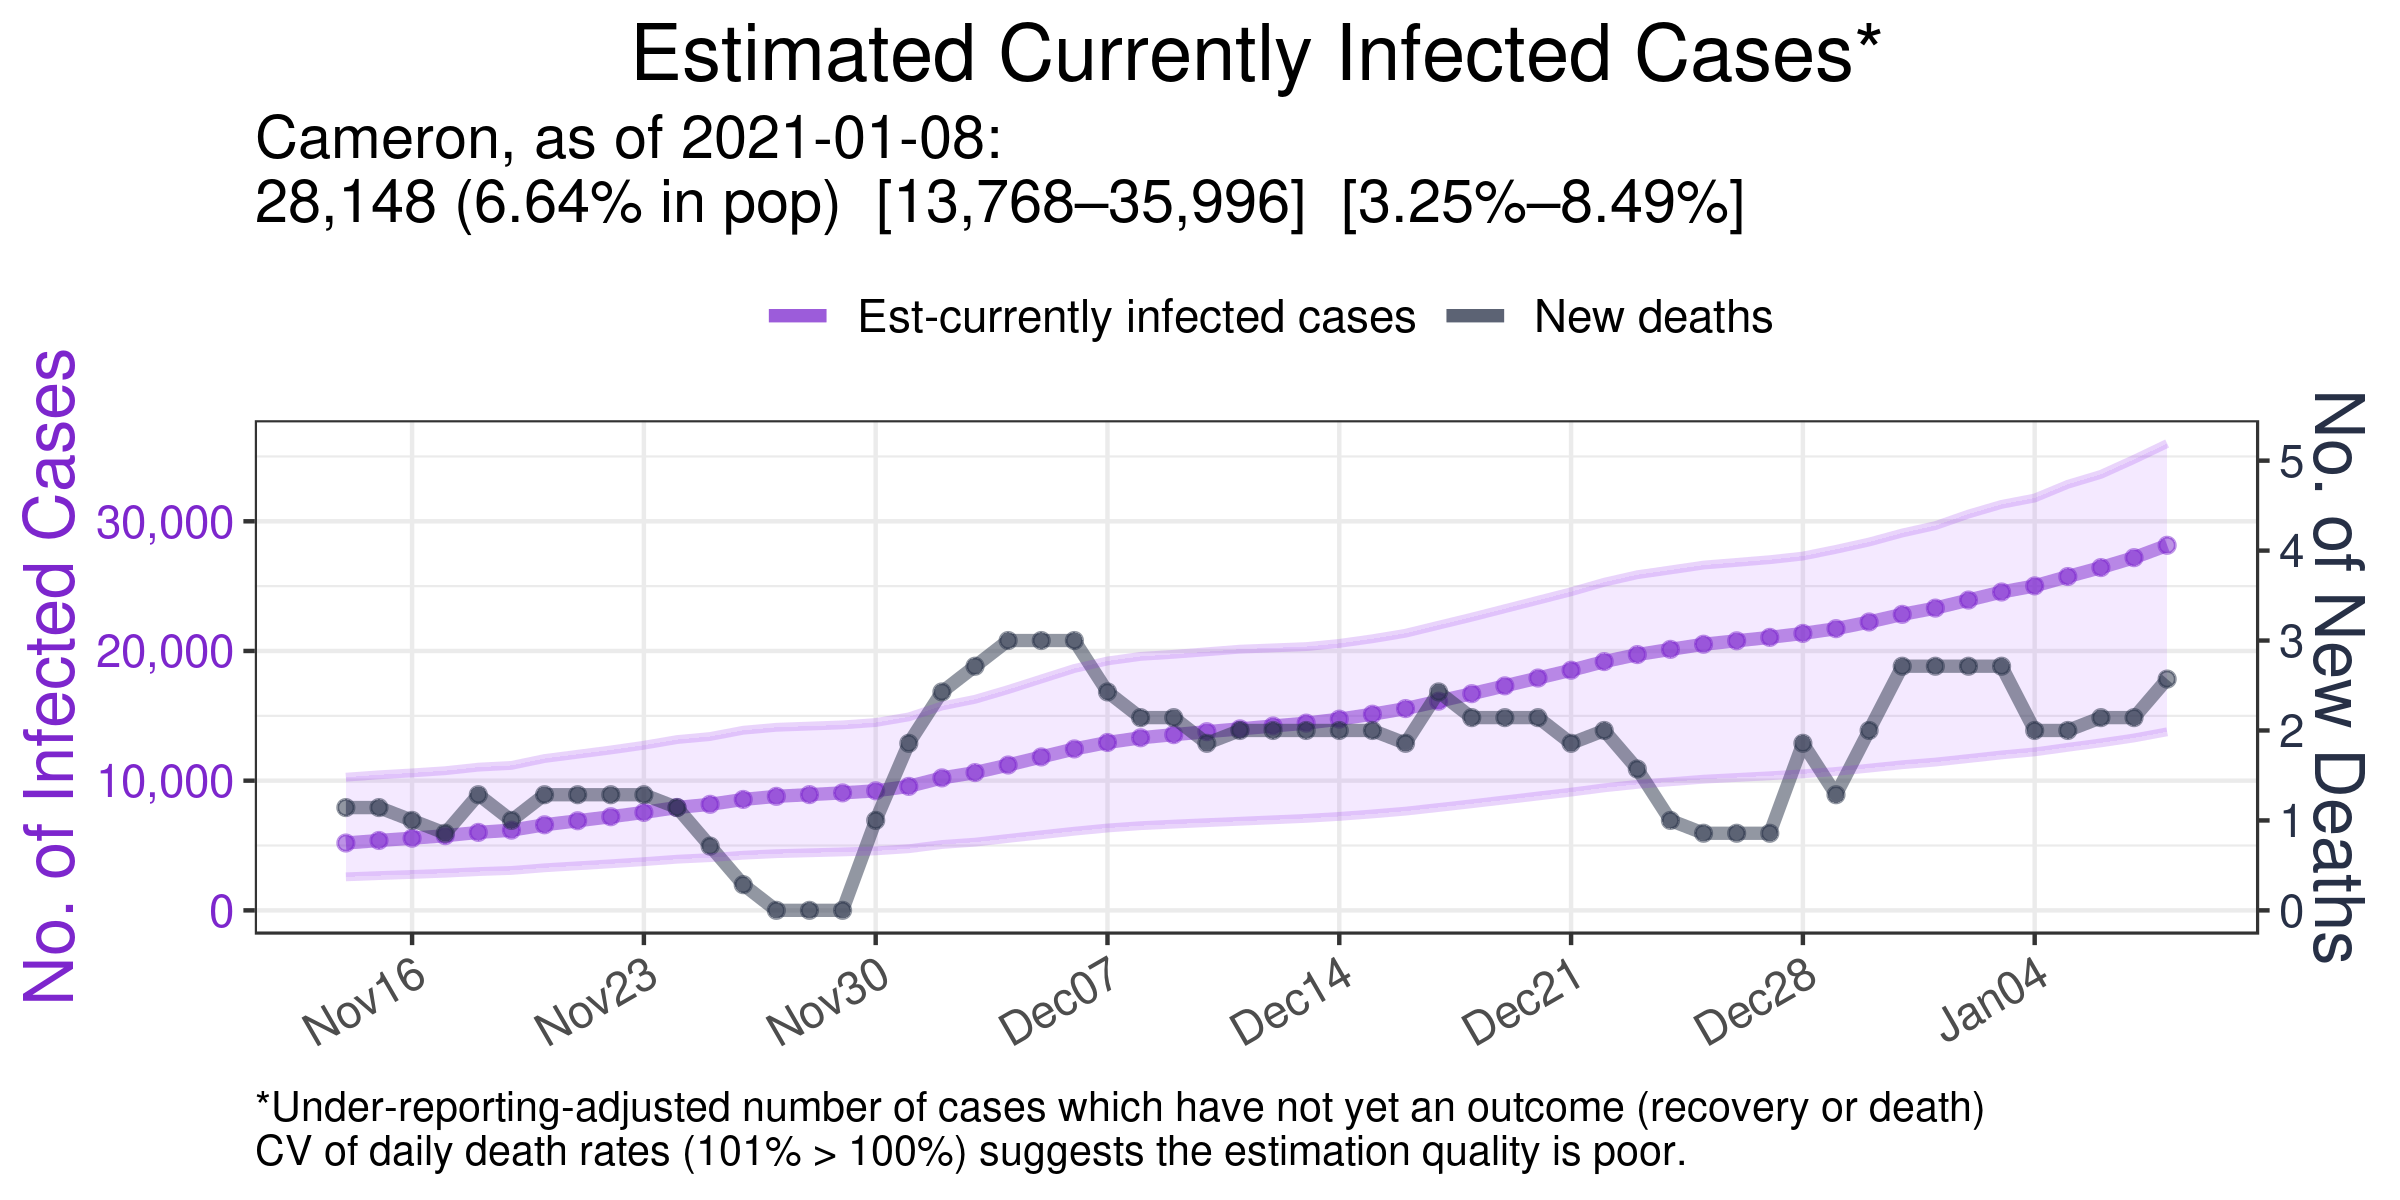 Estimated Currently Infected Cases*
Cameron, as of 2021-01-08:
28,148 (6.64% in pop)  [13,768–35,996]  [3.25%–8.49%]
Est-currently infected cases
New deaths
No. of Infected Cases
30,000
20,000
10,000
0
No. of New Deaths
5
4
3
2
1
0
Nov16
Nov23
Nov30
Dec07
Dec14
Dec21
Dec28
Jan04
*Under-reporting-adjusted number of cases which have not yet an outcome (recovery or death)
CV of daily death rates (101% > 100%) suggests the estimation quality is poor.